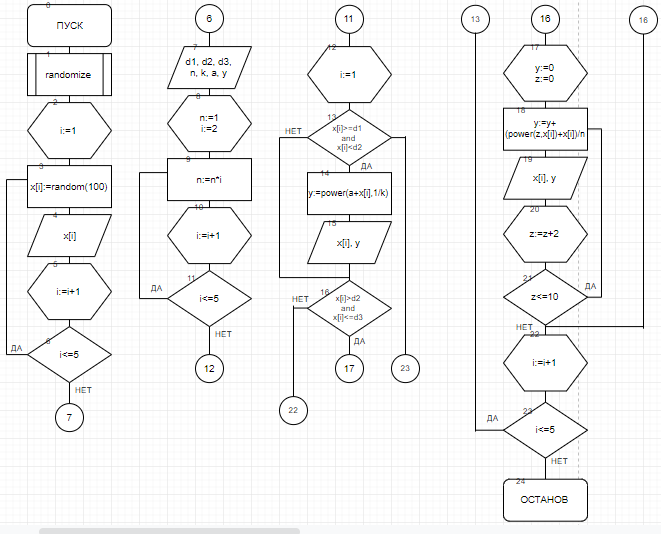 0
ПУСК
1
randomize
2
i:=1
3
x[i]:=random(100)
4
x[i]
5
i:=i+1
6
i<=5
ДА
НЕТ
7
6
7
d1, d2, d3,
n, k, a, y
8
n:=1
i:=2
9
n:=n*i
10
i:=i+1
11
i<=5
ДА
НЕТ
12
11
12
i:=1
13
x[i]>=d1
and
x[i]<d2
НЕТ
ДА
14
y:=power(a+x[i],1/k)
15
x[i], y
16
x[i]>d2
and
x[i]<=d3
НЕТ
ДА
22
17
23
13
16
16
17
y:=0
z:=0
18
y:=y+
(power(z,x[i])+x[i])/n
19
x[i], y
20
z:=z+2
21
z<=10
ДА
НЕТ
22
i:=i+1
23
i<=5
ДА
НЕТ
24
ОСТАНОВ